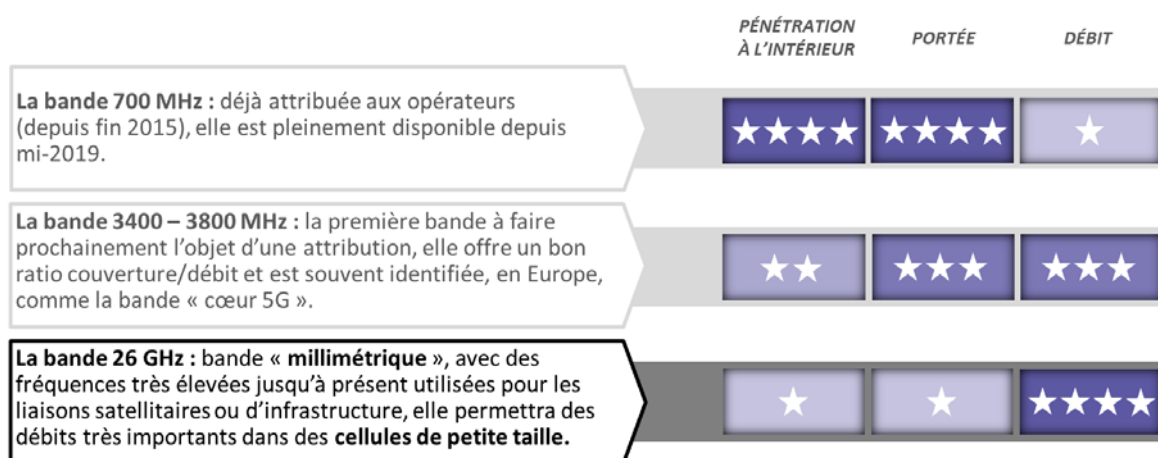 PÉNÉTRATION
À L'INTÉRIEUR
PORTÉE
DÉBIT
La bande 700 MHz : déjà attribuée aux opérateurs
(depuis fin 2015), elle est pleinement disponible depuis
mi-2019.
La bande 3400 – 3800 MHz : la première bande à faire
prochainement l'objet d'une attribution, elle offre un bon
ratio couverture/débit et est souvent identifiée, en Europe,
comme la bande « cœur 5G ».
La bande 26 GHz : bande « millimétrique », avec des
fréquences très élevées jusqu'à présent utilisées pour les
liaisons satellitaires ou d'infrastructure, elle permettra des
débits très importants dans des cellules de petite taille.